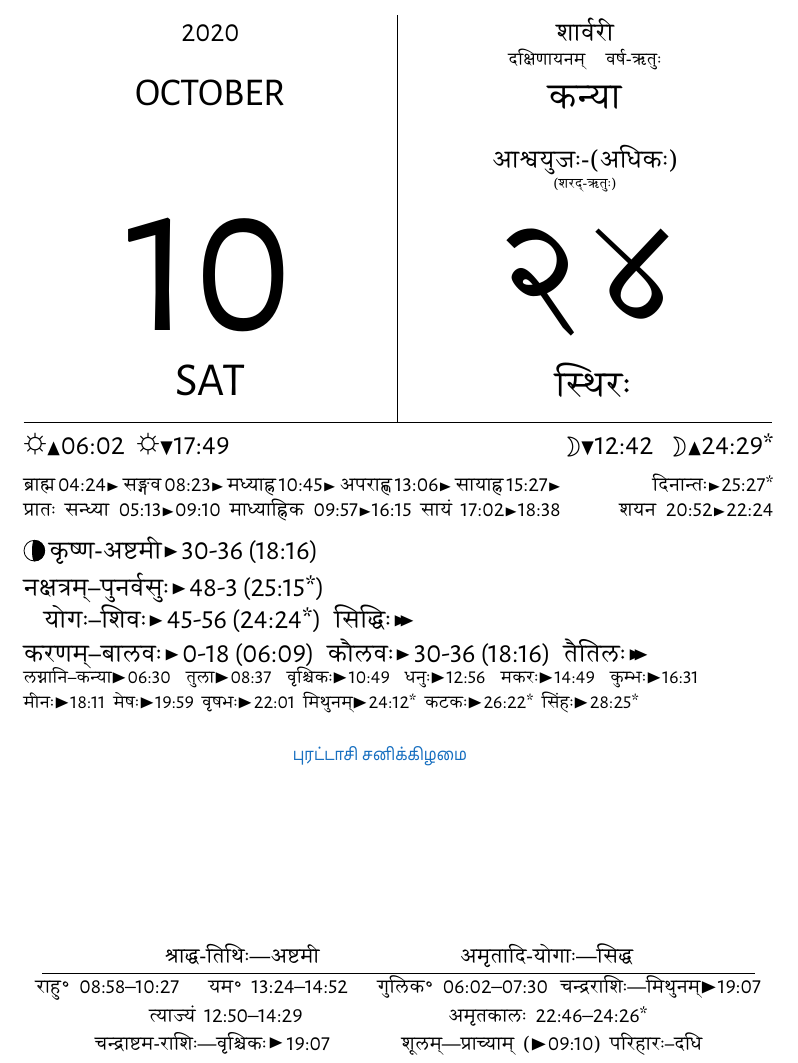 2020
OCTOBER
10
SAT
शार्वरी
दक्षिणायनम् वर्ष-ऋतुः
कन्या
आश्वयुजः-(अधिकः)
(शरद्-ऋतुः)
२४
स्थिरः
☼▲06:02 ☼▼17:49 ☽▼12:42 ☽▲24:29*
ब्राह्म 04:24► सङ्गव 08:23► मध्याह्न 10:45► अपराह्ण 13:06► सायाह्न 15:27► दिनान्तः►25:27*
प्रातः सन्ध्या 05:13►09:10 माध्याह्निक 09:57►16:15 सायं 17:02►18:38 शयन 20:52►22:24
कृष्ण-अष्टमी►30-36 (18:16)
नक्षत्रम्–पुनर्वसुः►48-3 (25:15*)
योगः–शिवः►45-56 (24:24*) सिद्धिः►►
करणम्–बालवः►0-18 (06:09) कौलवः►30-36 (18:16) तैतिलः►►
लग्नानि–कन्या►06:30 तुला►08:37 वृश्चिकः►10:49 धनुः►12:56 मकरः►14:49 कुम्भः►16:31
मीनः►18:11 मेषः►19:59 वृषभः►22:01 मिथुनम्►24:12* कटकः►26:22* सिंहः►28:25*
புரட்டாசி சனிக்கிழமை
श्राद्ध-तिथिः—अष्टमी अमृतादि-योगाः—सिद्ध
राहु° 08:58–10:27 यम° 13:24–14:52 गुलिक° 06:02–07:30 चन्द्रराशिः—मिथुनम्►19:07
त्याज्यं 12:50–14:29 अमृतकालः 22:46–24:26*
चन्द्राष्टम-राशिः—वृश्चिकः►19:07 शूलम्—प्राच्याम् (►09:10) परिहारः–दधि